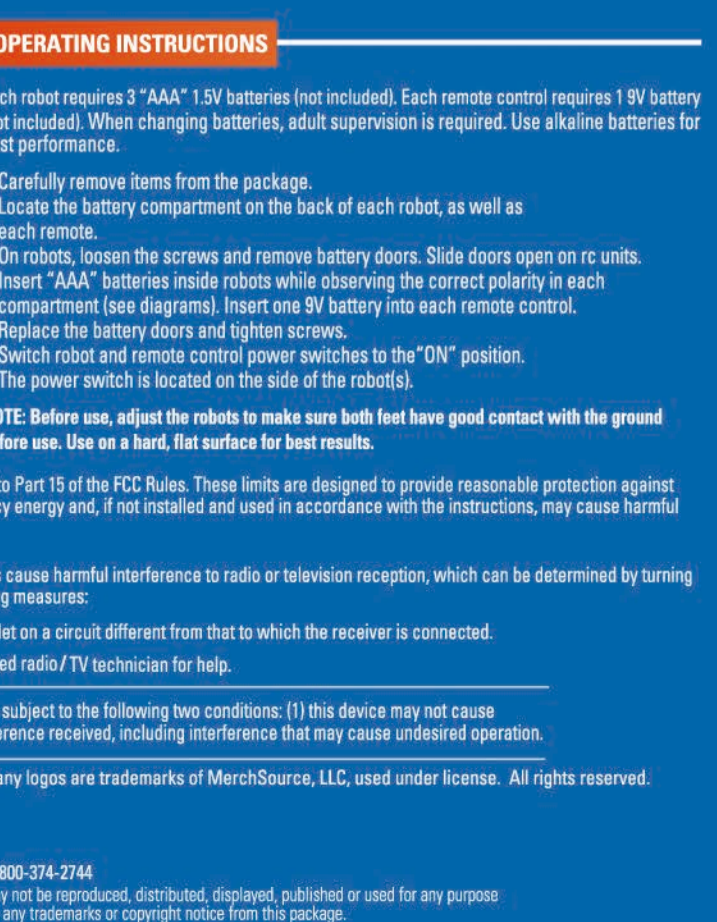 OPERATING INSTRUCTIONS
ch robot requires 3 “AAA” 1.5V batteries (not included). Each remote control requires 1 9V battery
ot included). When changing batteries, adult supervision is required. Use alkaline batteries for
st performance.
Carefully remove items from the package.
Locate the battery compartment on the back of each robot, as well as
each remote.
On robots, loosen the screws and remove battery doors. Slide doors open on rc units.
Insert “AAA” batteries inside robots while observing the correct polarity in each
compartment (see diagrams). Insert one 9V battery into each remote control.
Replace the battery doors and tighten screws.
Switch robot and remote control power switches to the“ON” position.
The power switch is located on the side of the robot(s).
OTE: Before use, adjust the robots to make sure both feet have good contact with the ground
fore use. Use on a hard, flat surface for best results.
to Part 15 of the FCC Rules. These limits are designed to provide reasonable protection against
cy energy and, if not installed and used in accordance with the instructions, may cause harmful
s cause harmful interference to radio or television reception, which can be determined by turning
ng measures:
let on a circuit different from that to which the receiver is connected.
ed radio/TV technician for help.
subject to the following two conditions: (1) this device may not cause
erence received, including interference that may cause undesired operation.
any logos are trademarks of MerchSource, LLC, used under license. All rights reserved.
800-374-2744
y not be reproduced, distributed, displayed, published or used for any purpose
any trademarks or copyright notice from this package.